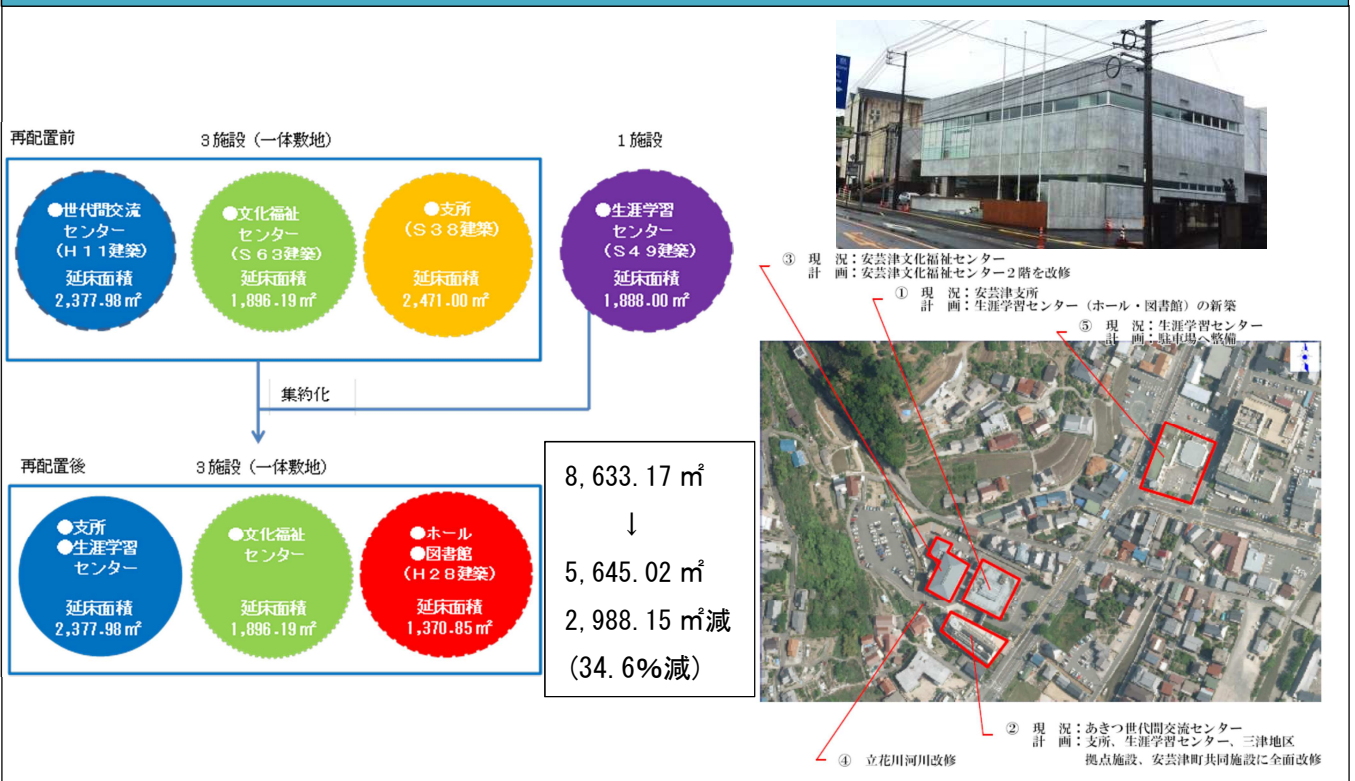 再配置前
3施設（一体敷地）
1施設
●世代間交流
センター
（H11建築）
延床面積
2,377.98㎡
●文化福祉
センター
（S63建築）
延床面積
1,896.19㎡
●支所
（S38建築）
延床面積
2,471.00㎡
●生涯学習
センター
（S49建築）
延床面積
1,888.00㎡
集約化
再配置後
3施設（一体敷地）
●支所
●生涯学習
センター
延床面積
2,377.98㎡
●文化福祉
センター
延床面積
1,896.19㎡
●ホール
●図書館
（H28建築）
延床面積
1,370.85㎡
8,633.17㎡
↓
5,645.02㎡
2,988.15㎡減
(34.6%減)
③ 現 況：安芸津文化福祉センター
計 画：安芸津文化福祉センター２階を改修
① 現 況：安芸津支所
計 画：生涯学習センター（ホール・図書館）の新築
⑤ 現 況：生涯学習センター
計 画：駐車場へ整備
② 現 況：あきつ世代間交流センター
計 画：支所、生涯学習センター、三津地区
拠点施設、安芸津町共同施設に全面改修
④ 立花川河川改修